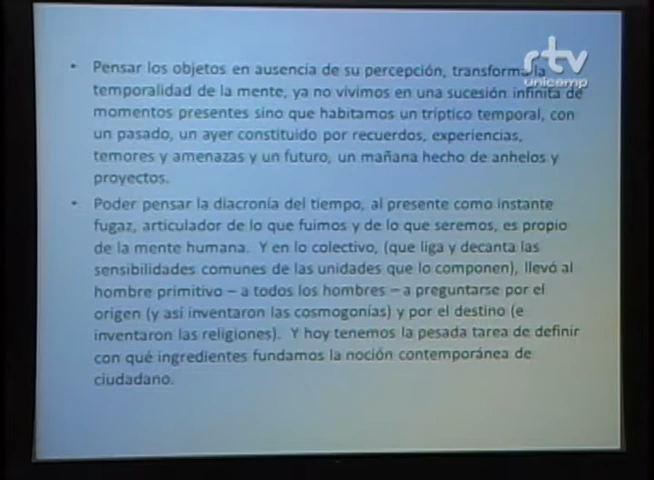 rtv
unicamp
• Pensar los objetos en ausencia de su percepción, transforma la
temporalidad de la mente, ya no vivimos en una sucesión infinita de
momentos presentes sino que habitamos un tríptico temporal, con
un pasado, un ayer constituido por recuerdos, experiencias,
temores y amenazas y un futuro, un mañana hecho de anhelos y
proyectos.
• Poder pensar la diacronía del tiempo, al presente como instante
fugaz, articulador de lo que fuimos y de lo que seremos, es propio
de la mente humana. Y en lo colectivo, (que liga y decanta las
sensibilidades comunes de las unidades que lo componen), llevó al
hombre primitivo – a todos los hombres – a preguntarse por el
origen (y así inventaron las cosmogonías) y por el destino (e
inventaron las religiones). Y hoy tenemos la pesada tarea de definir
con qué ingredientes fundamos la noción contemporánea de
ciudadano.